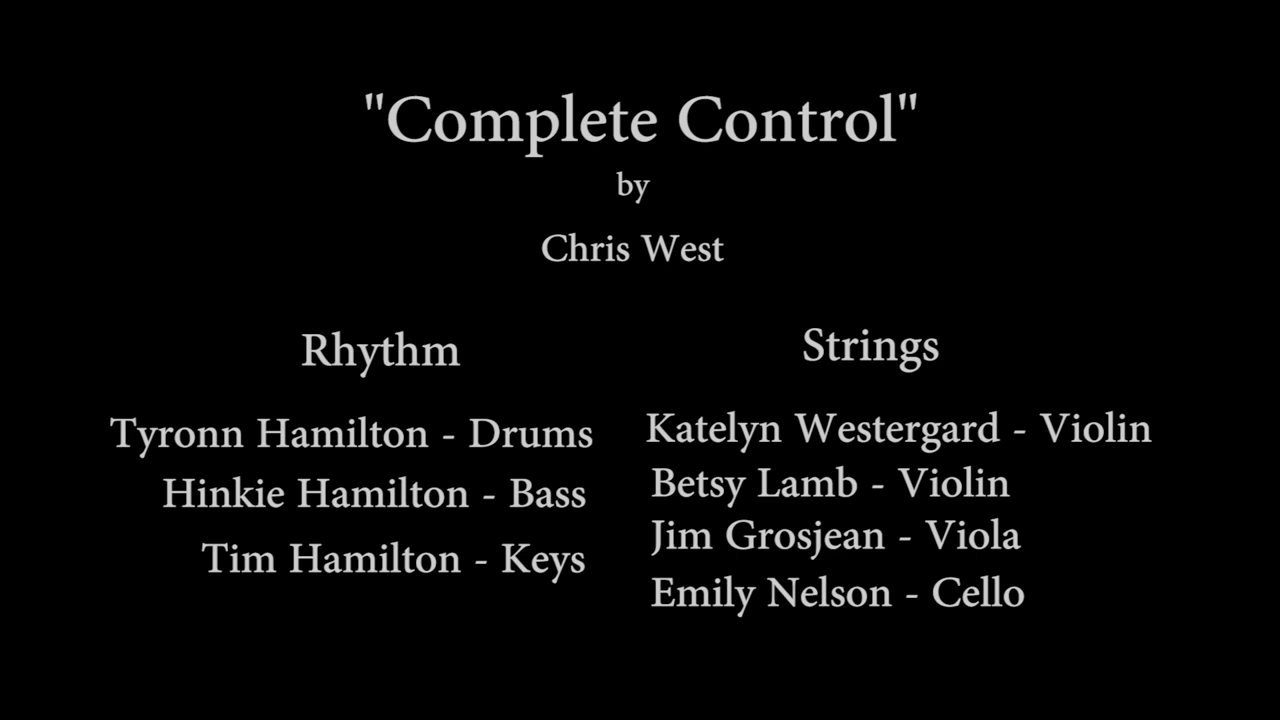 "Complete Control"
by
Chris West
Rhythm
Tyronn Hamilton - Drums
Hinkie Hamilton - Bass
Tim Hamilton - Keys
Strings
Katelyn Westergard - Violin
Betsy Lamb - Violin
Jim Grosjean - Viola
Emily Nelson - Cello